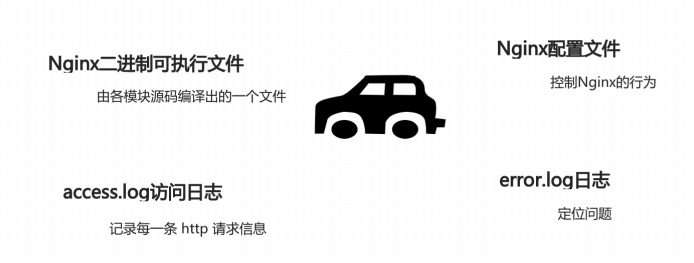 Nginx二进制可执行文件
由各模块源码编译出的一个文件
Nginx配置文件
控制Nginx的行为
access.log访问日志
记录每一条 http 请求信息
error.log日志
定位问题